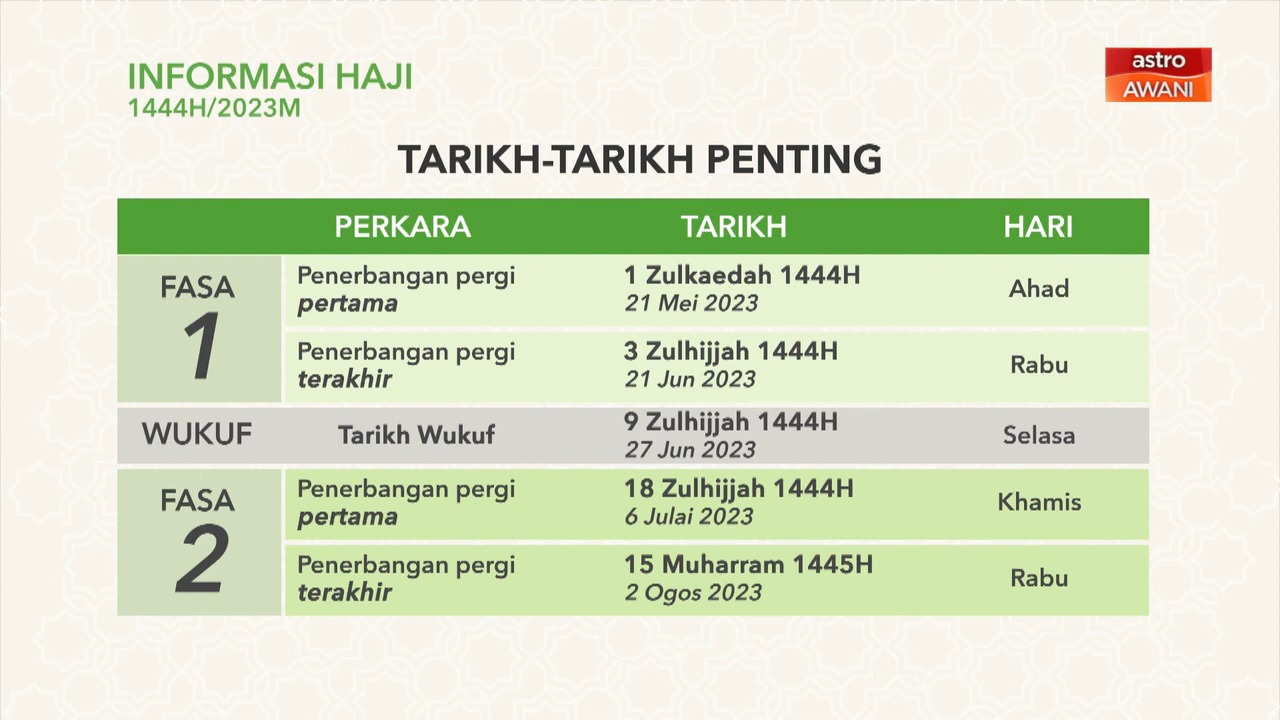 INFORMASI HAJI
1444H/2023M
astro
AWANI
TARIKH-TARIKH PENTING
PERKARA TARIKH HARI
FASA
1
Penerbangan pergi
pertama
1 Zulkaedah 1444H
21 Mei 2023
Ahad
Penerbangan pergi
terakhir
3 Zulhijjah 1444H
21 Jun 2023
Rabu
WUKUF
Tarikh Wukuf
9 Zulhijjah 1444H
27 Jun 2023
Selasa
FASA
2
Penerbangan pergi
pertama
18 Zulhijjah 1444H
6 Julai 2023
Khamis
Penerbangan pergi
terakhir
15 Muharram 1445H
2 Ogos 2023
Rabu